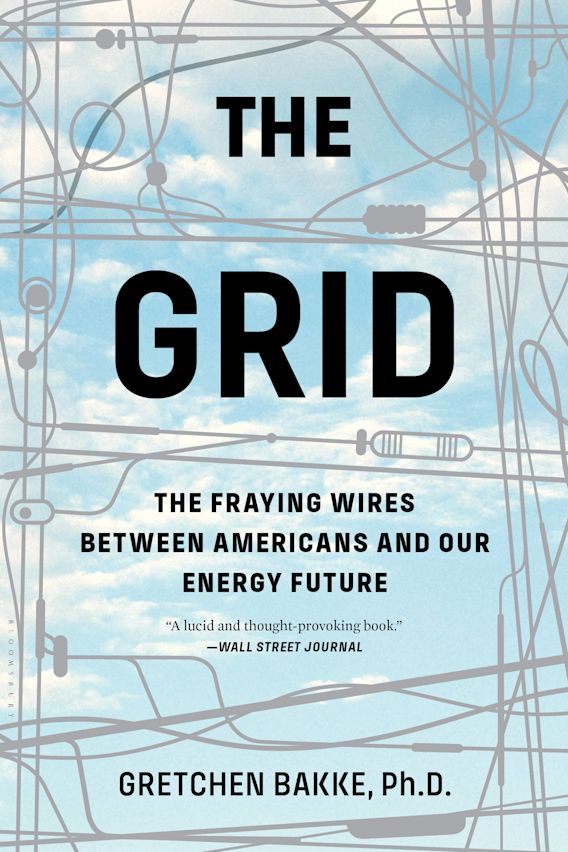 THE
GRID
THE FRAYING WIRES
BETWEEN AMERICANS AND OUR
ENERGY FUTURE
“A lucid and thought-provoking book.”
—WALL STREET JOURNAL
BLOOMSBURY
GRETCHEN BAKKE, Ph.D.